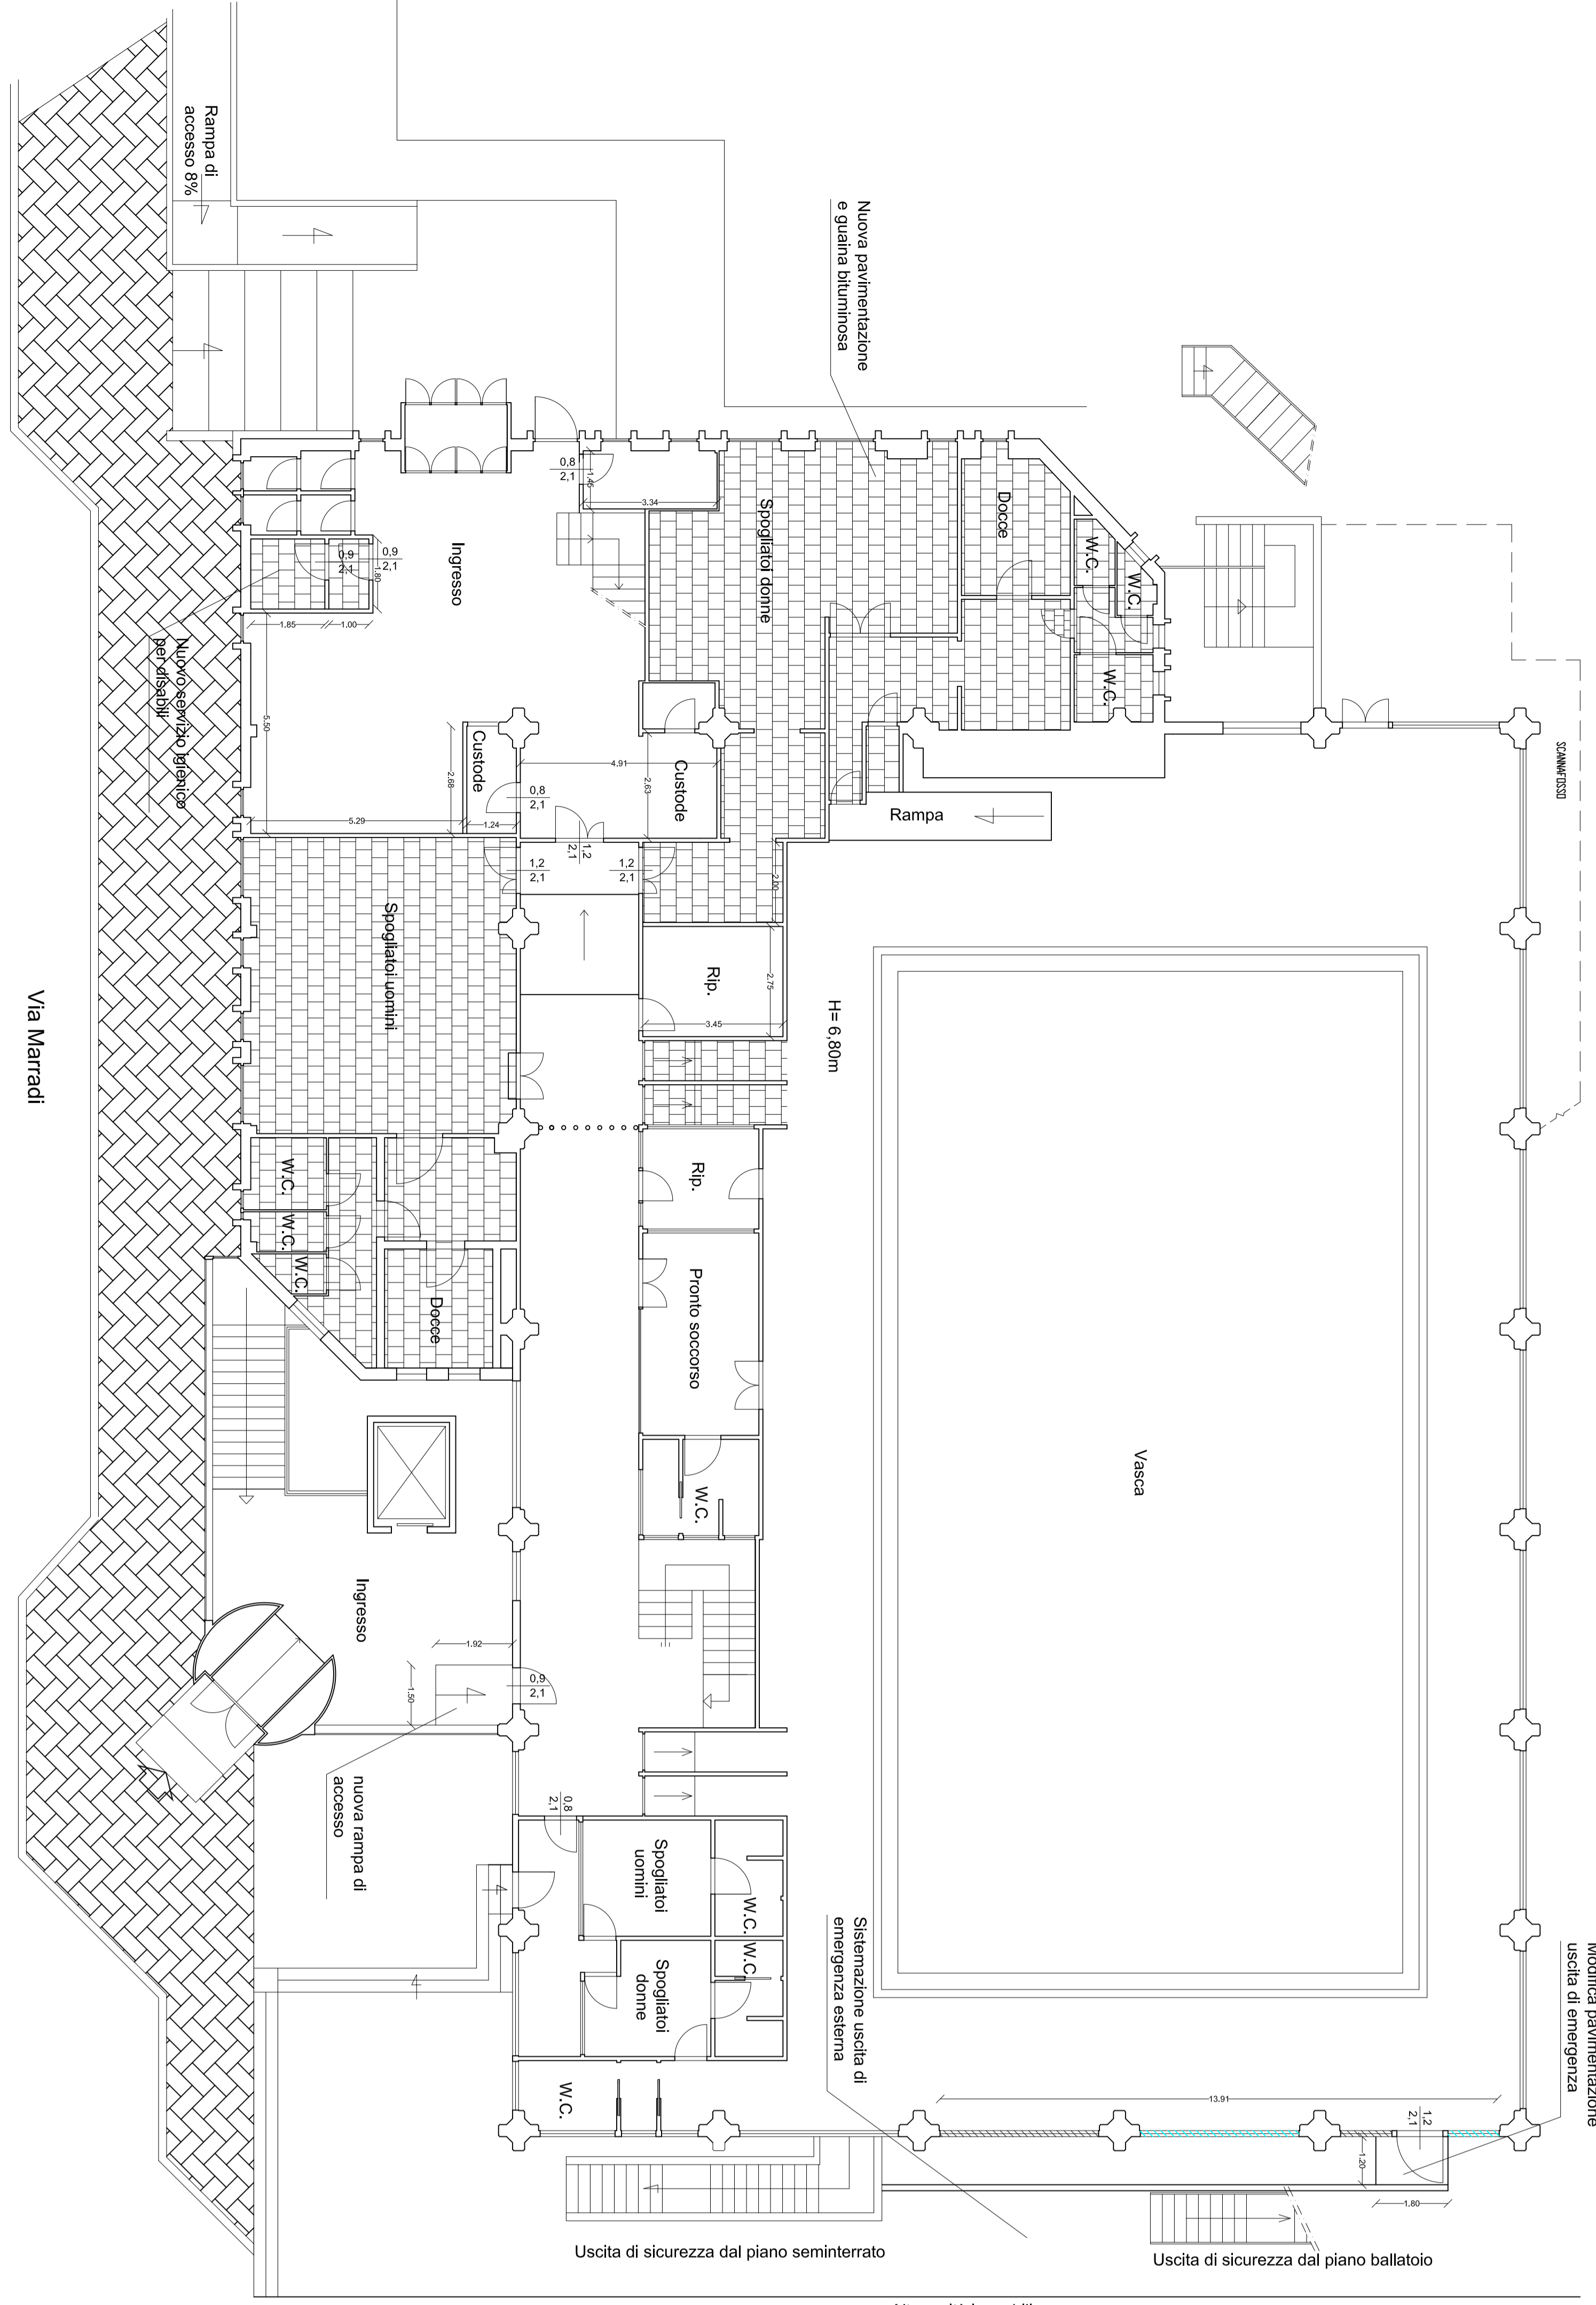 Rampa di
accesso 8%
Nuova pavimentazione
e guaina bituminosa
SCANNAFOSSO
Docce
W.C.
W.C.
W.C.
Spogliatoi donne
0,8
2,1
1.45
3.34
Ingresso
0,9
2,1
0,9
2,1
1.80
1.85
1.00
Nuovo servizio igienico
per disabili
5.50
5.29
Custode
2.68
1.24
4.91
Custode
2.63
0,8
2,1
1,2
2,1
1,2
2,1
1,2
2,1
Rampa
2.00
Spogliatoi uomini
Rip.
2.75
3.45
H= 6,80m
Via Marradi
W.C.
W.C.
W.C.
Docce
Rip.
Pronto soccorso
W.C.
Vasca
Ingresso
1.92
1.50
0,9
2,1
nuova rampa di
accesso
0,8
2,1
Spogliatoi
uomini
W.C.
W.C.
Spogliatoi
donne
W.C.
Sistemazione uscita di
emergenza esterna
Modifica pavimentazione
uscita di emergenza
13.91
1,2
2,1
1.20
1.80
Uscita di sicurezza dal piano seminterrato
Uscita di sicurezza dal piano ballatoio